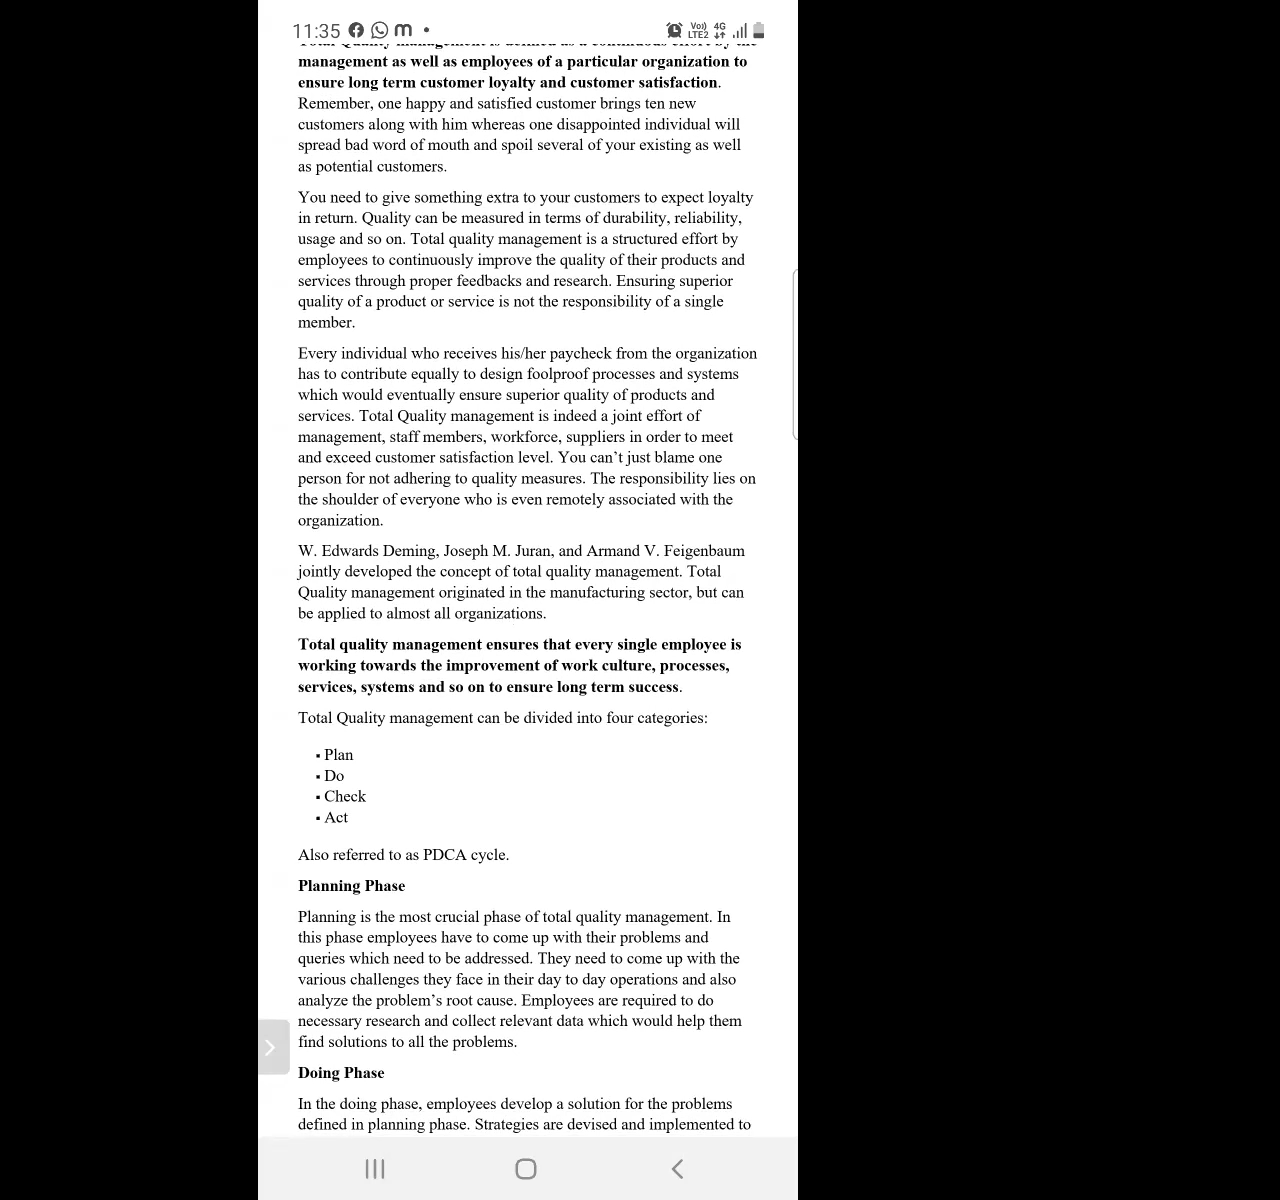 11:35
Vo)) 4G
LTE2
Total Quality management is defined as a continuous effort by the
management as well as employees of a particular organization to
ensure long term customer loyalty and customer satisfaction.
Remember, one happy and satisfied customer brings ten new
customers along with him whereas one disappointed individual will
spread bad word of mouth and spoil several of your existing as well
as potential customers.
You need to give something extra to your customers to expect loyalty
in return. Quality can be measured in terms of durability, reliability,
usage and so on. Total quality management is a structured effort by
employees to continuously improve the quality of their products and
services through proper feedbacks and research. Ensuring superior
quality of a product or service is not the responsibility of a single
member.
Every individual who receives his/her paycheck from the organization
has to contribute equally to design foolproof processes and systems
which would eventually ensure superior quality of products and
services. Total Quality management is indeed a joint effort of
management, staff members, workforce, suppliers in order to meet
and exceed customer satisfaction level. You can’t just blame one
person for not adhering to quality measures. The responsibility lies on
the shoulder of everyone who is even remotely associated with the
organization.
W. Edwards Deming, Joseph M. Juran, and Armand V. Feigenbaum
jointly developed the concept of total quality management. Total
Quality management originated in the manufacturing sector, but can
be applied to almost all organizations.
Total quality management ensures that every single employee is
working towards the improvement of work culture, processes,
services, systems and so on to ensure long term success.
Total Quality management can be divided into four categories:
▪ Plan
▪ Do
▪ Check
▪ Act
Also referred to as PDCA cycle.
Planning Phase
Planning is the most crucial phase of total quality management. In
this phase employees have to come up with their problems and
queries which need to be addressed. They need to come up with the
various challenges they face in their day to day operations and also
analyze the problem’s root cause. Employees are required to do
necessary research and collect relevant data which would help them
find solutions to all the problems.
Doing Phase
In the doing phase, employees develop a solution for the problems
defined in planning phase. Strategies are devised and implemented to